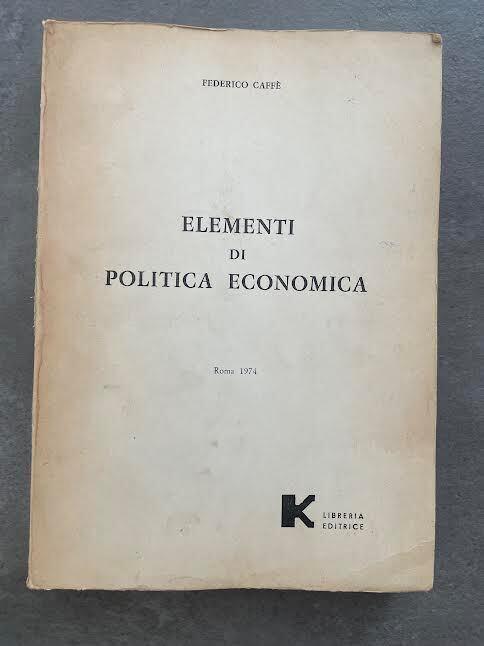 FEDERICO CAFFÈ
ELEMENTI
DI
POLITICA ECONOMICA
Roma 1974
K LIBRERIA
EDITRICE